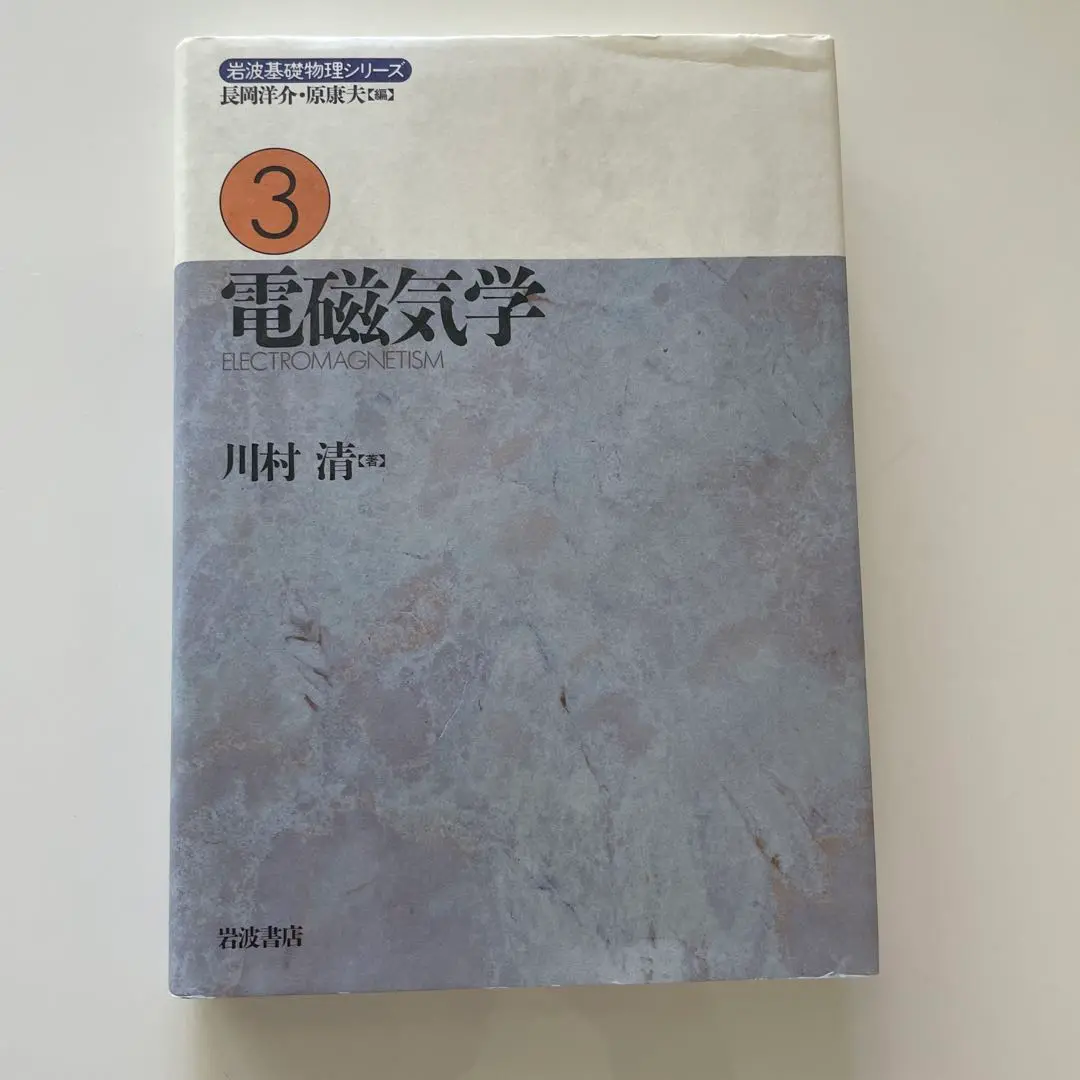 岩波基礎物理シリーズ
長岡洋介・原康夫【編】
3
電磁気学
ELECTROMAGNETISM
川村 清【著】
岩波書店